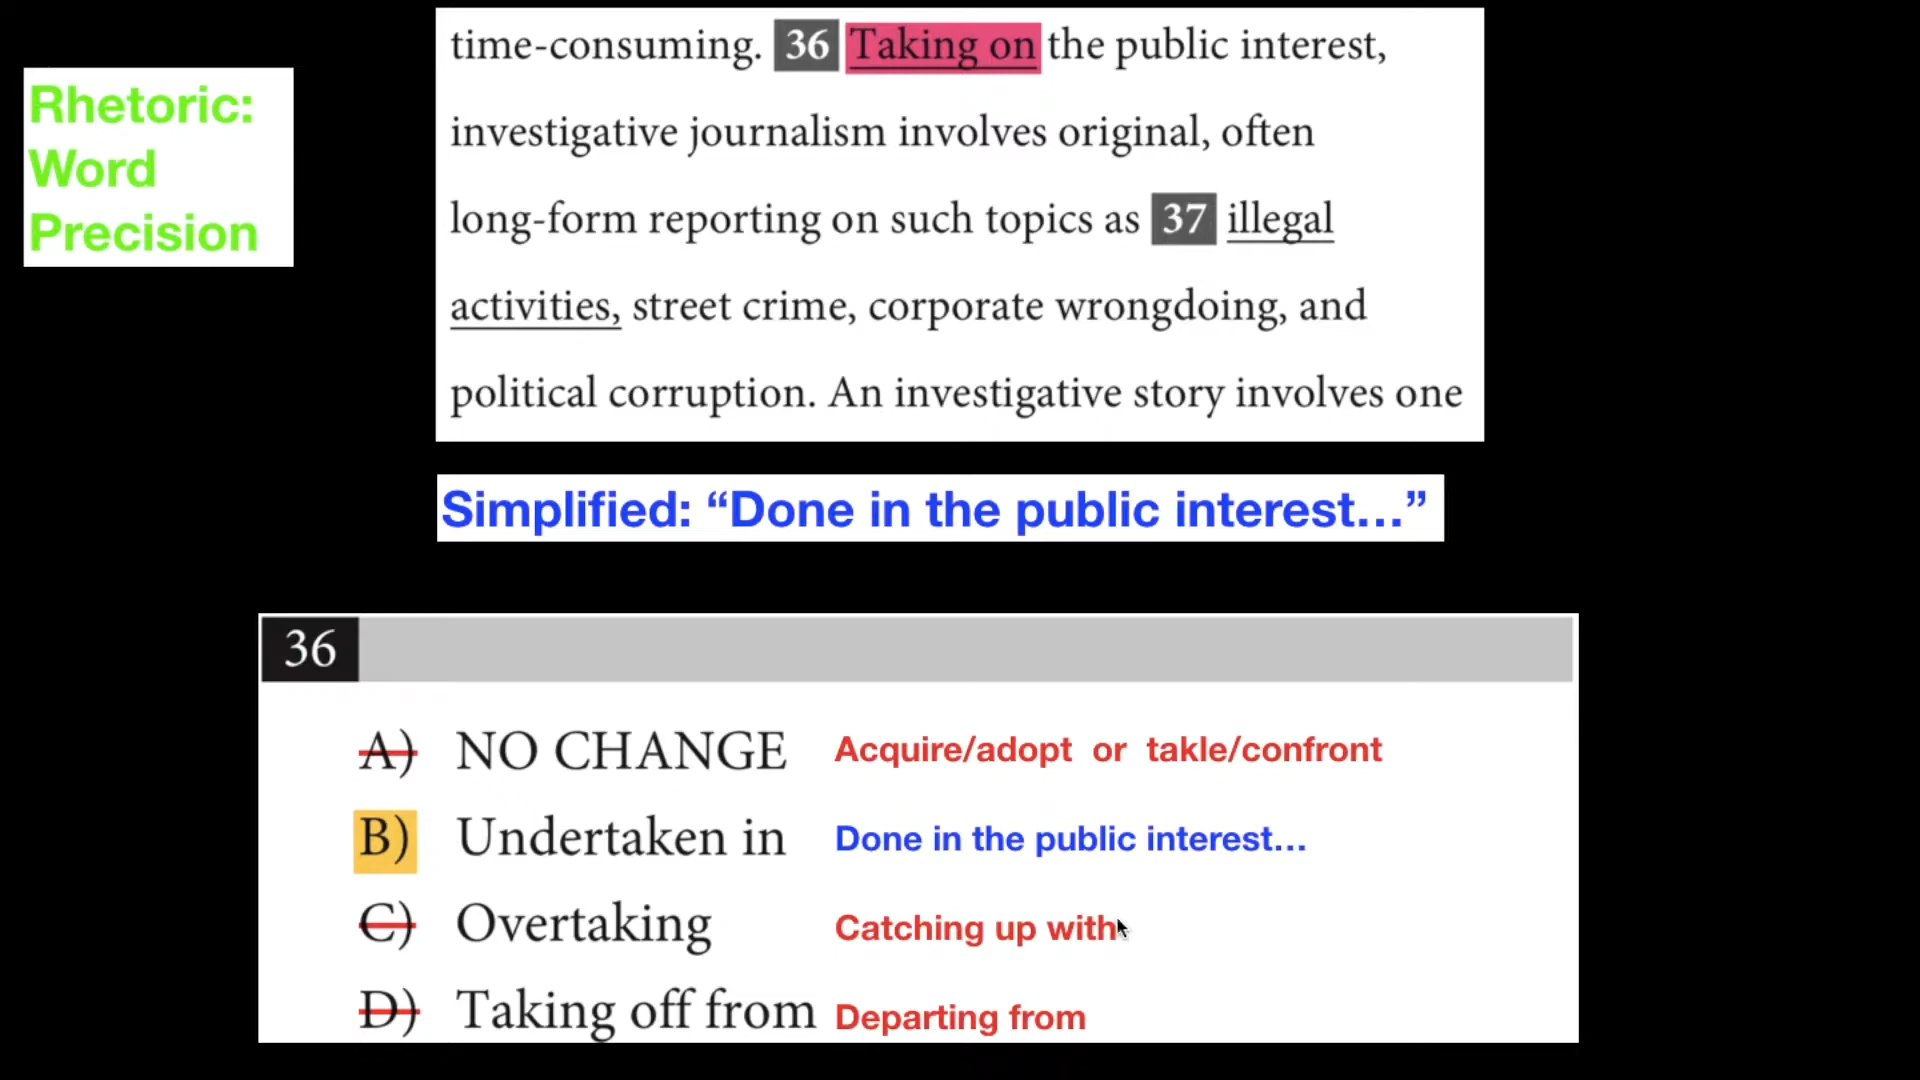 Rhetoric:
Word
Precision
time-consuming. 36 Taking on the public interest,
investigative journalism involves original, often
long-form reporting on such topics as 37 illegal
activities, street crime, corporate wrongdoing, and
political corruption. An investigative story involves one
Simplified: “Done in the public interest...”
36
A) NO CHANGE Acquire/adopt or takle/confront
B) Undertaken in Done in the public interest...
C) Overtaking Catching up with
D) Taking off from Departing from